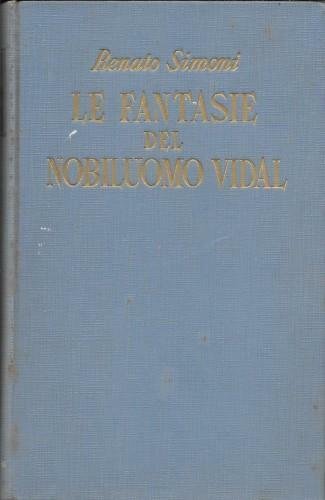 Renato Simoni
LE FANTASIE
DEL
NOBILUOMO VIDAL